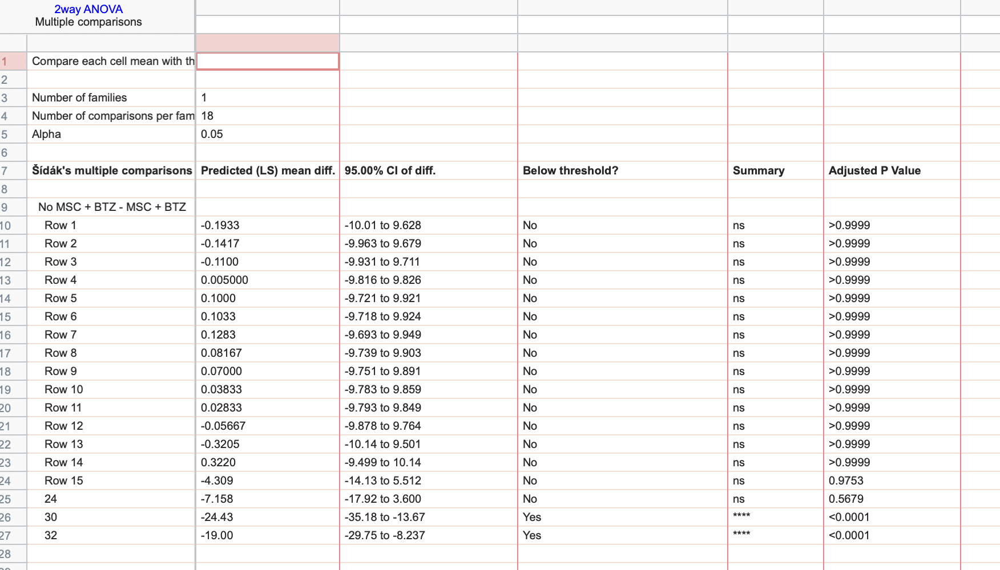 2way ANOVA
Multiple comparisons
1 Compare each cell mean with th
2
3 Number of families 1
4 Number of comparisons per fam 18
5 Alpha 0.05
6
7 Šídák's multiple comparisons Predicted (LS) mean diff. 95.00% CI of diff. Below threshold? Summary Adjusted P Value
8
9 No MSC + BTZ - MSC + BTZ
10 Row 1 -0.1933 -10.01 to 9.628 No ns >0.9999
11 Row 2 -0.1417 -9.963 to 9.679 No ns >0.9999
12 Row 3 -0.1100 -9.931 to 9.711 No ns >0.9999
13 Row 4 0.005000 -9.816 to 9.826 No ns >0.9999
14 Row 5 0.1000 -9.721 to 9.921 No ns >0.9999
15 Row 6 0.1033 -9.718 to 9.924 No ns >0.9999
16 Row 7 0.1283 -9.693 to 9.949 No ns >0.9999
17 Row 8 0.08167 -9.739 to 9.903 No ns >0.9999
18 Row 9 0.07000 -9.751 to 9.891 No ns >0.9999
19 Row 10 0.03833 -9.783 to 9.859 No ns >0.9999
20 Row 11 0.02833 -9.793 to 9.849 No ns >0.9999
21 Row 12 -0.05667 -9.878 to 9.764 No ns >0.9999
22 Row 13 -0.3205 -10.14 to 9.501 No ns >0.9999
23 Row 14 0.3220 -9.499 to 10.14 No ns >0.9999
24 Row 15 -4.309 -14.13 to 5.512 No ns 0.9753
25 24 -7.158 -17.92 to 3.600 No ns 0.5679
26 30 -24.43 -35.18 to -13.67 Yes **** <0.0001
27 32 -19.00 -29.75 to -8.237 Yes **** <0.0001
28